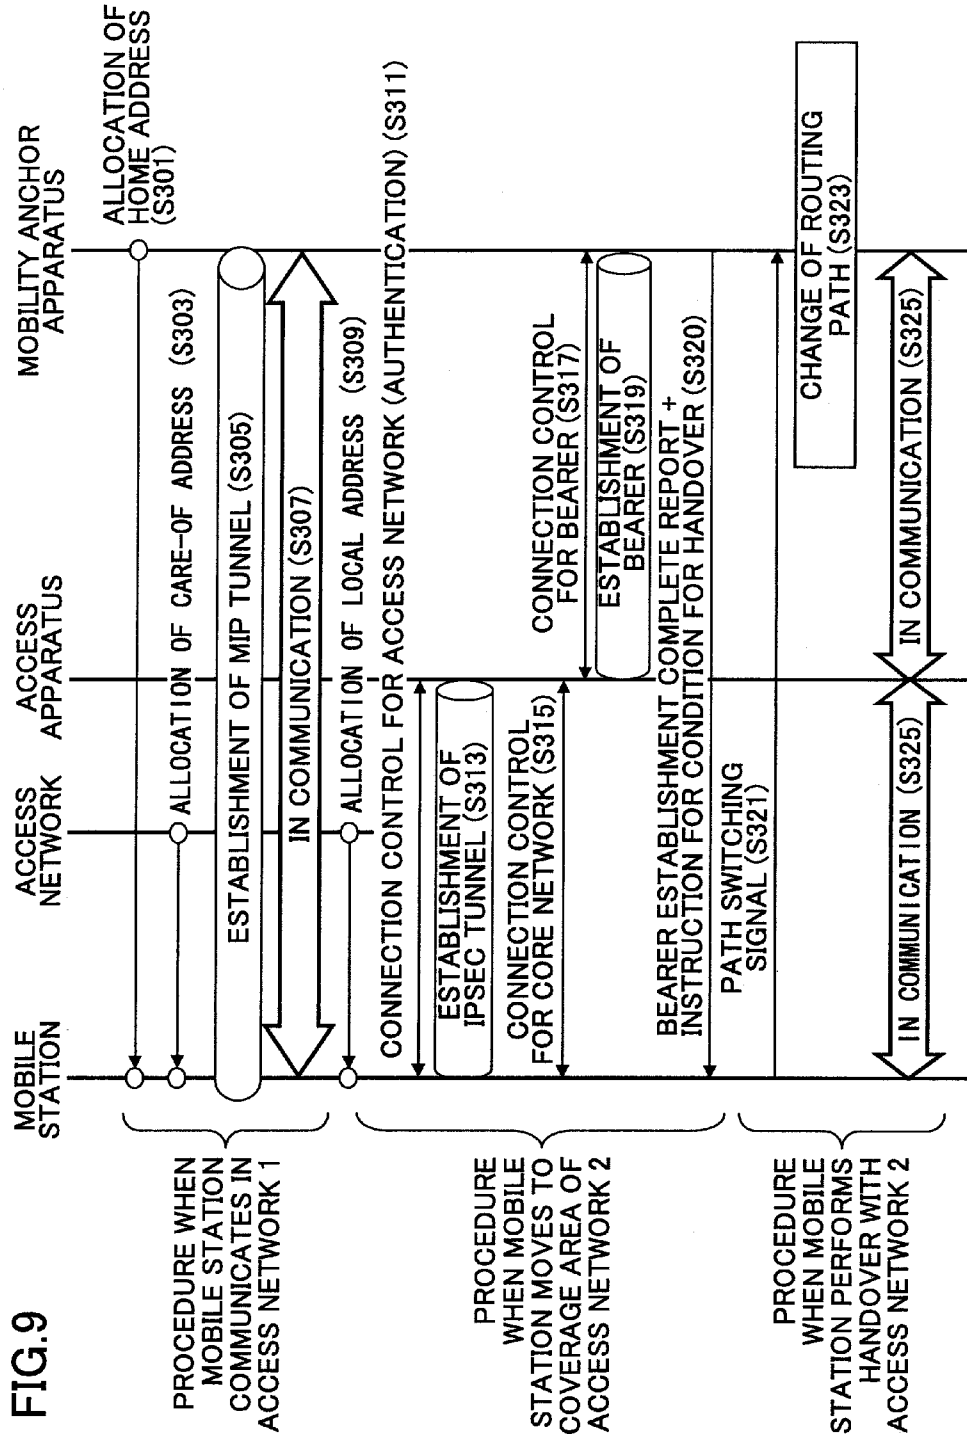 FIG.9
MOBILE
STATION
ACCESS
NETWORK
ACCESS
APPARATUS
MOBILITY ANCHOR
APPARATUS
PROCEDURE WHEN
MOBILE STATION
COMMUNICATES IN
ACCESS NETWORK 1
ALLOCATION OF
HOME ADDRESS
(S301)
ALLOCATION OF CARE-OF ADDRESS (S303)
ESTABLISHMENT OF MIP TUNNEL (S305)
IN COMMUNICATION (S307)
ALLOCATION OF LOCAL ADDRESS (S309)
PROCEDURE
WHEN MOBILE
STATION MOVES TO
COVERAGE AREA OF
ACCESS NETWORK 2
CONNECTION CONTROL FOR ACCESS NETWORK (AUTHENTICATION) (S311)
ESTABLISHMENT OF
IPSEC TUNNEL (S313)
CONNECTION CONTROL
FOR CORE NETWORK (S315)
CONNECTION CONTROL
FOR BEARER (S317)
ESTABLISHMENT OF
BEARER (S319)
BEARER ESTABLISHMENT COMPLETE REPORT +
INSTRUCTION FOR CONDITION FOR HANDOVER (S320)
PROCEDURE
WHEN MOBILE
STATION PERFORMS
HANDOVER WITH
ACCESS NETWORK 2
PATH SWITCHING
SIGNAL (S321)
CHANGE OF ROUTING
PATH (S323)
IN COMMUNICATION (S325)
IN COMMUNICATION (S325)